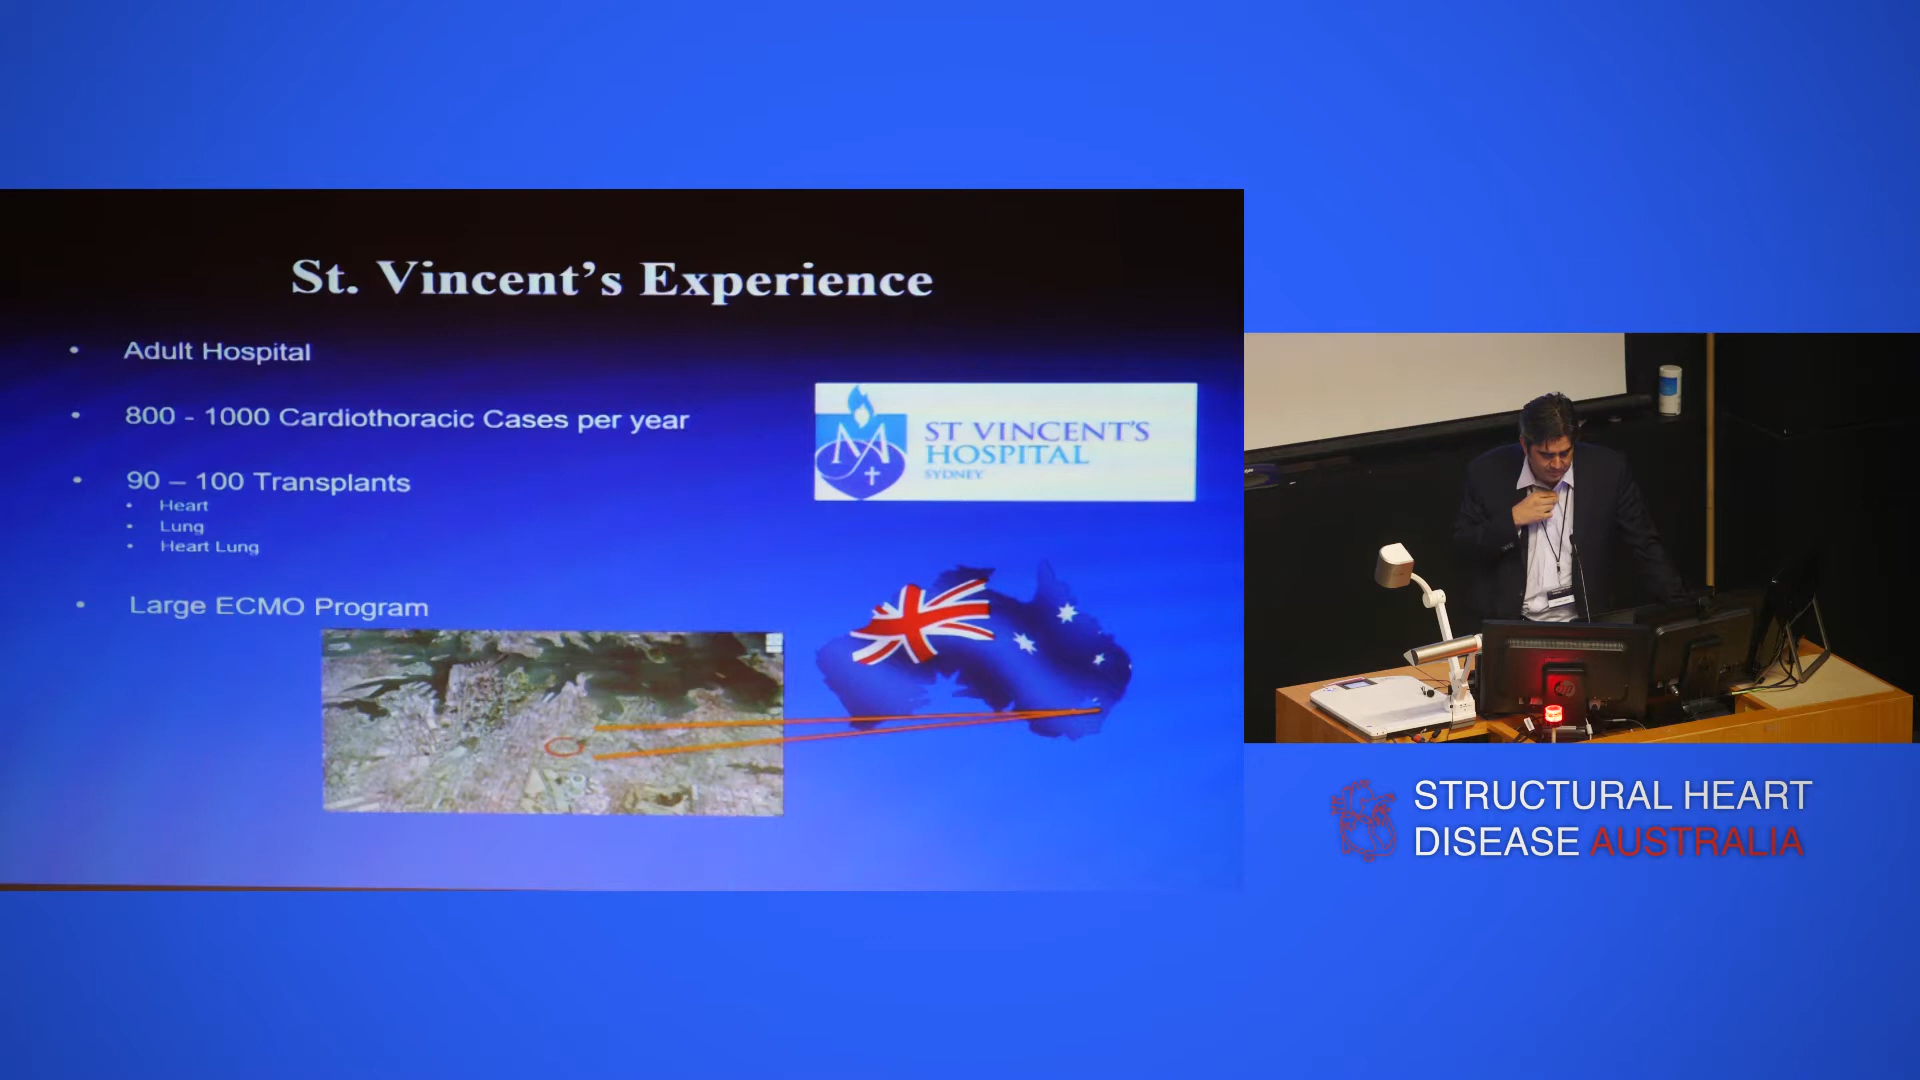 St. Vincent's Experience
• Adult Hospital
• 800 - 1000 Cardiothoracic Cases per year
• 90 – 100 Transplants
• Heart
• Lung
• Heart Lung
• Large ECMO Program
ST VINCENT'S
HOSPITAL
SYDNEY
hp
STRUCTURAL HEART
DISEASE AUSTRALIA